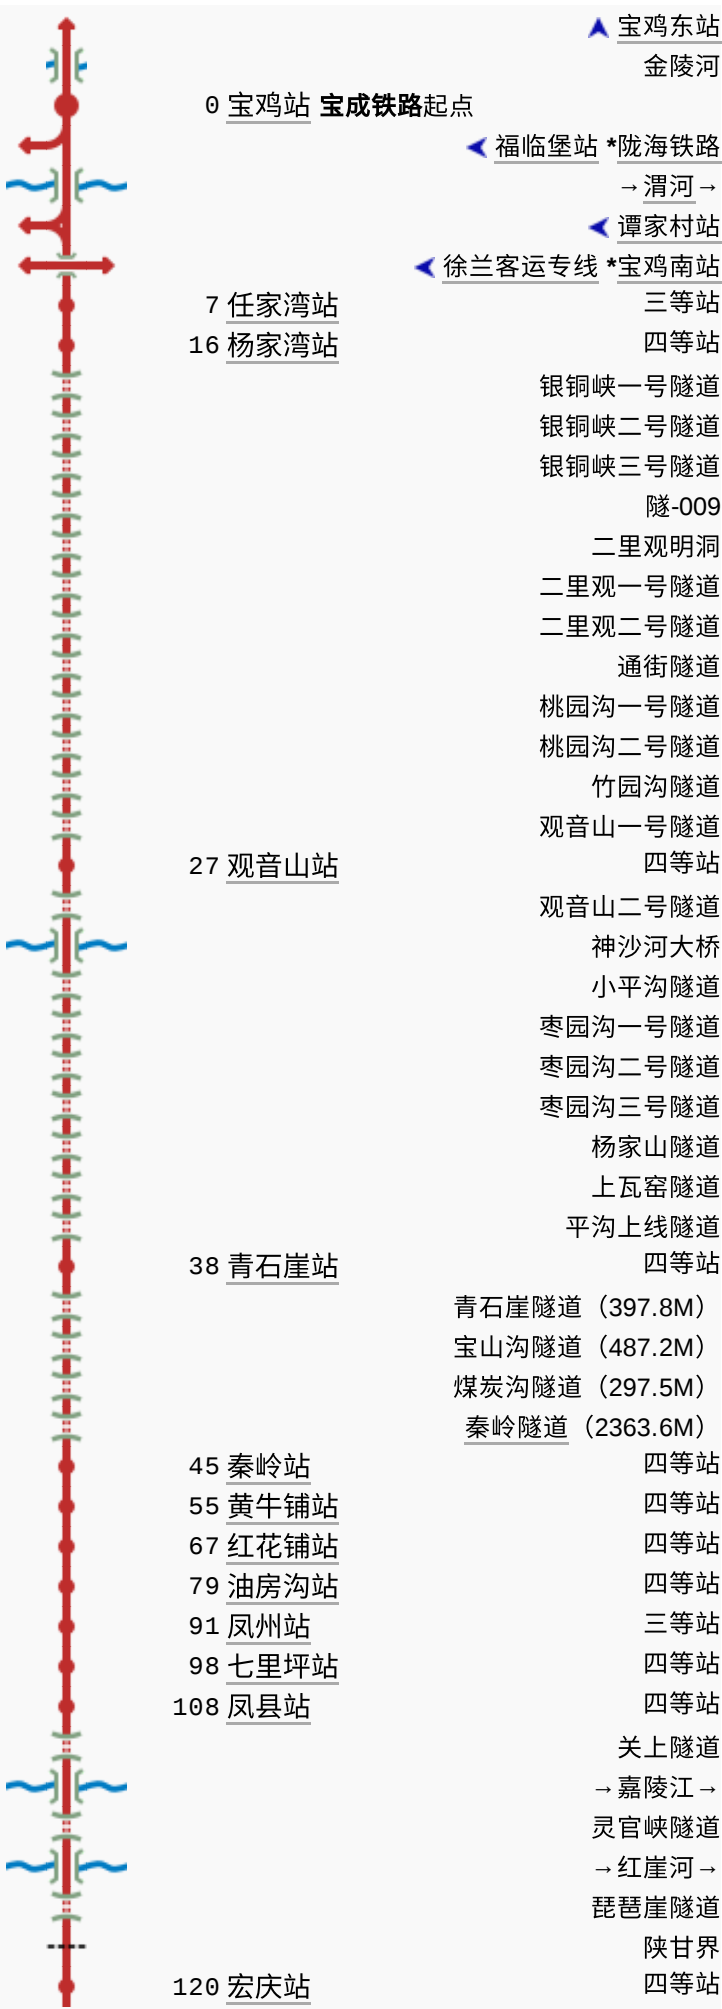 宝鸡东站
金陵河
0 宝鸡站 宝成铁路起点
福临堡站 *陇海铁路
→渭河→
谭家村站
徐兰客运专线 *宝鸡南站
7 任家湾站 三等站
16 杨家湾站 四等站
银铜峡一号隧道
银铜峡二号隧道
银铜峡三号隧道
隧-009
二里观明洞
二里观一号隧道
二里观二号隧道
通街隧道
桃园沟一号隧道
桃园沟二号隧道
竹园沟隧道
观音山一号隧道
27 观音山站 四等站
观音山二号隧道
神沙河大桥
小平沟隧道
枣园沟一号隧道
枣园沟二号隧道
枣园沟三号隧道
杨家山隧道
上瓦窑隧道
平沟上线隧道
38 青石崖站 四等站
青石崖隧道（397.8M）
宝山沟隧道（487.2M）
煤炭沟隧道（297.5M）
秦岭隧道（2363.6M）
45 秦岭站 四等站
55 黄牛铺站 四等站
67 红花铺站 四等站
79 油房沟站 四等站
91 凤州站 三等站
98 七里坪站 四等站
108 凤县站 四等站
关上隧道
→嘉陵江→
灵官峡隧道
→红崖河→
琵琶崖隧道
陕甘界
120 宏庆站 四等站